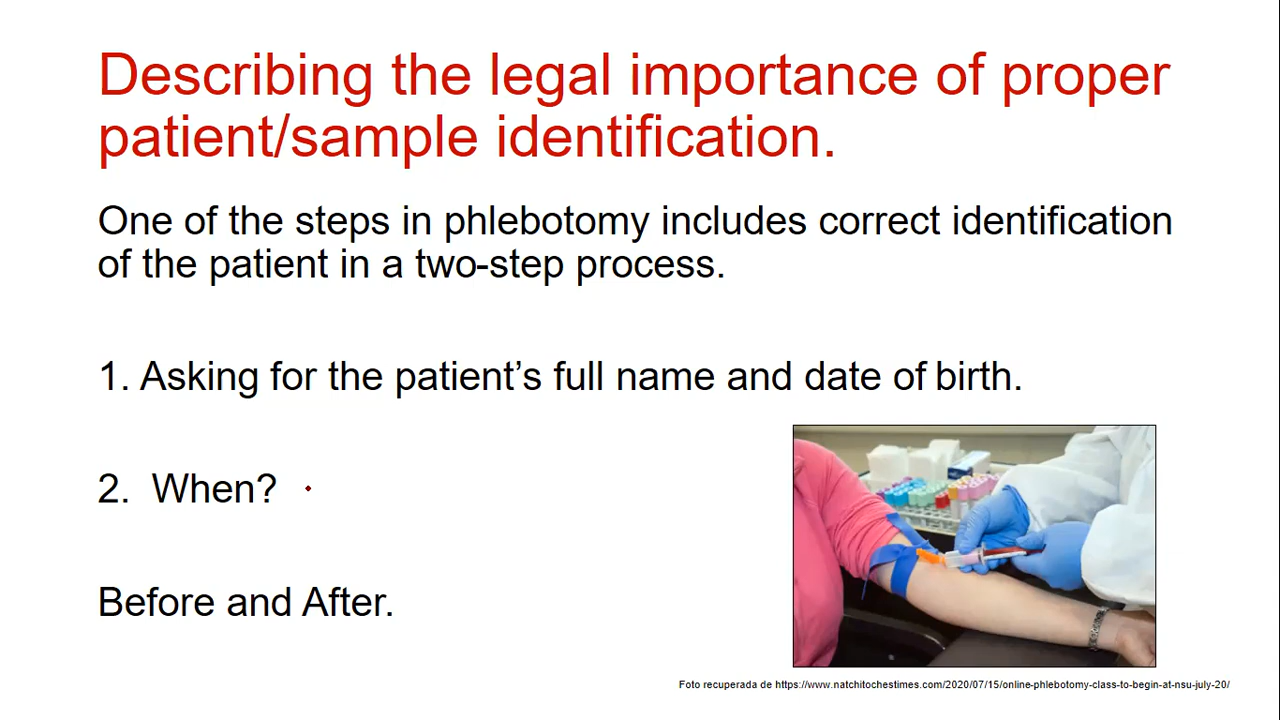 Describing the legal importance of proper
patient/sample identification.
One of the steps in phlebotomy includes correct identification
of the patient in a two-step process.
1. Asking for the patient’s full name and date of birth.
2. When?
Before and After.
Foto recuperada de https://www.natchitochestimes.com/2020/07/15/online-phlebotomy-class-to-begin-at-nsu-july-20/